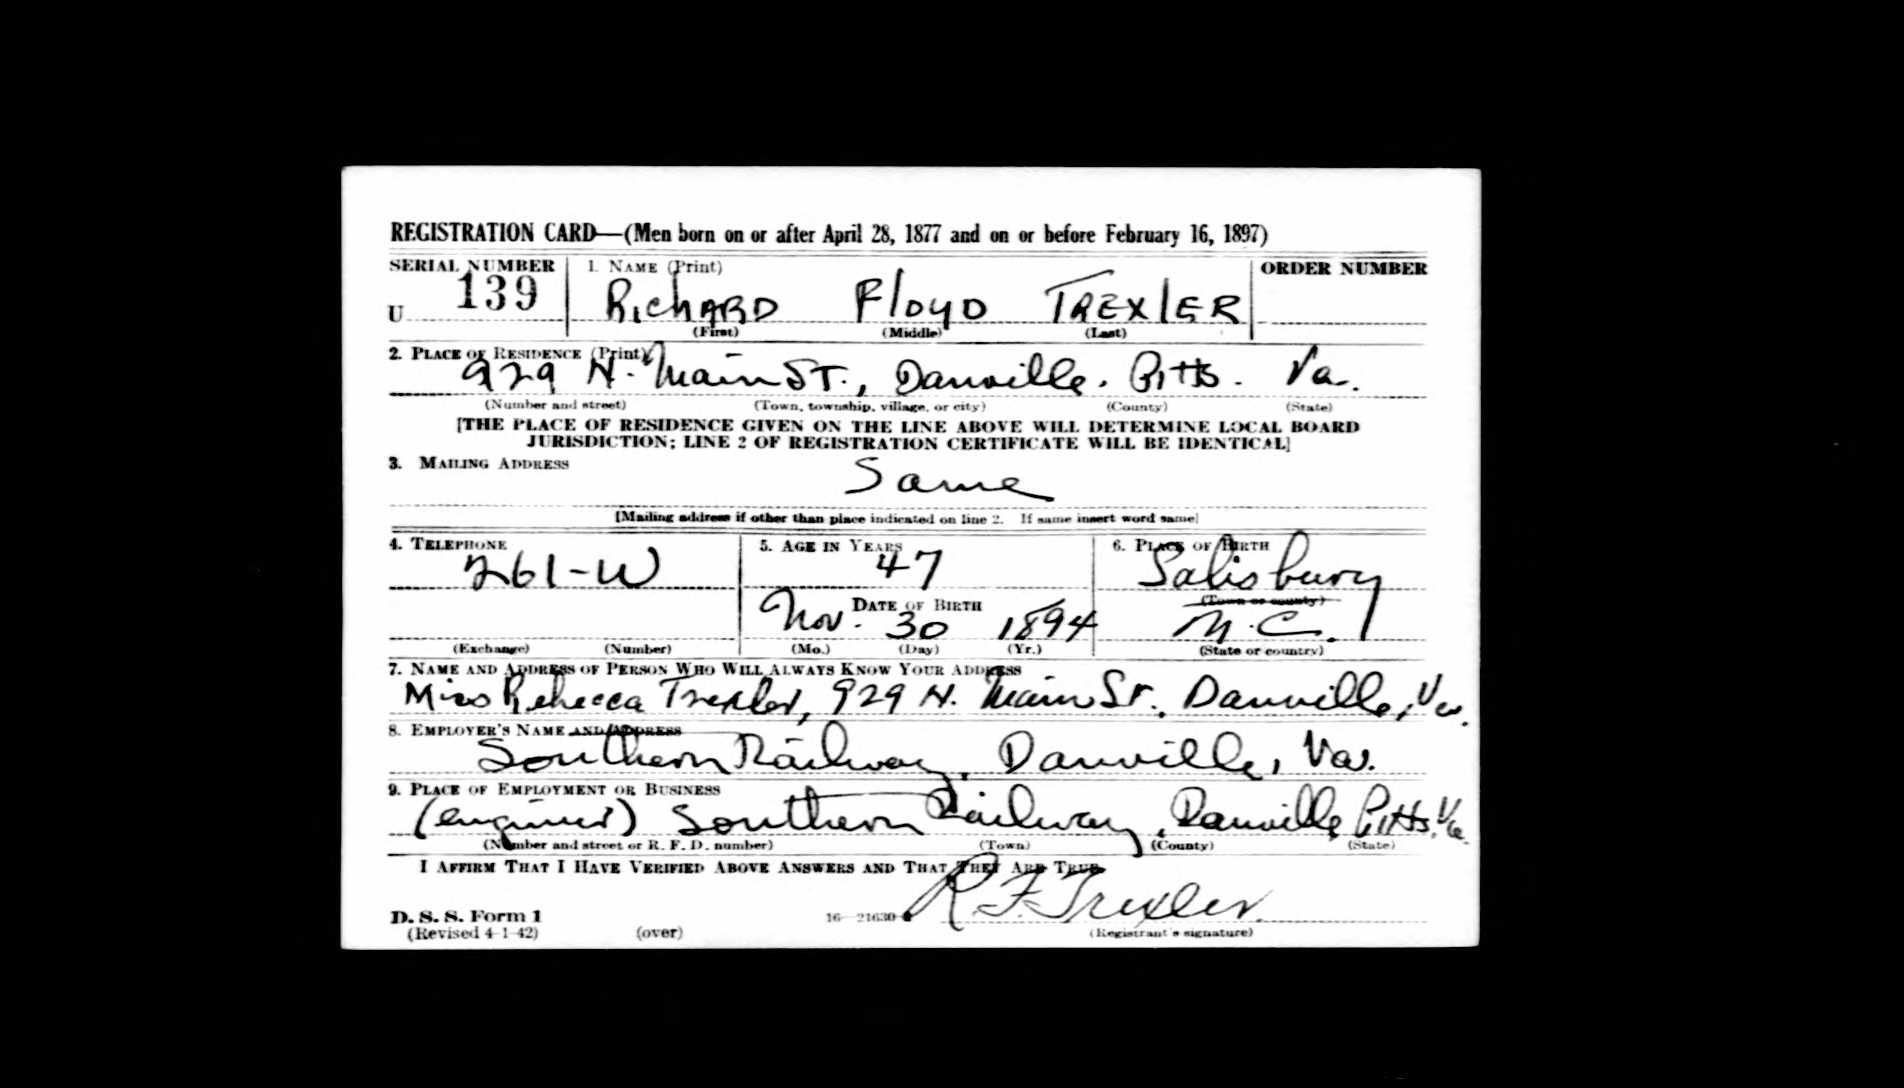 REGISTRATION CARD—(Men born on or after April 28, 1877 and on or before February 16, 1897)
SERIAL NUMBER 1. NAME (Print) ORDER NUMBER
U 139 RICHARD FLOYD TREXLER
(First) (Middle) (Last)
2. PLACE OF RESIDENCE (Print)
929 N. Main ST., Danville. Pitts. Va.
(Number and street) (Town, township, village, or city) (County) (State)
[THE PLACE OF RESIDENCE GIVEN ON THE LINE ABOVE WILL DETERMINE LOCAL BOARD
JURISDICTION; LINE 2 OF REGISTRATION CERTIFICATE WILL BE IDENTICAL]
3. MAILING ADDRESS
Same
[Mailing address if other than place indicated on line 2. If same insert word same]
4. TELEPHONE 5. AGE IN YEARS 6. PLACE OF BIRTH
261-W 47 Salisbury
DATE OF BIRTH (Town or county)
Nov. 30 1894 N.C.
(Exchange) (Number) (Mo.) (Day) (Yr.) (State or country)
7. NAME AND ADDRESS OF PERSON WHO WILL ALWAYS KNOW YOUR ADDRESS
Miss Rebecca Trexler, 929 N. Main St., Danville, Va.
8. EMPLOYER'S NAME AND ADDRESS
Southern Railway, Danville, Va.
9. PLACE OF EMPLOYMENT OR BUSINESS
(engineer) Southern Railway, Danville Pitts. Va.
(Number and street or R. F. D. number) (Town) (County) (State)
I AFFIRM THAT I HAVE VERIFIED ABOVE ANSWERS AND THAT THEY ARE TRUE.
R. F. Trexler
D. S. S. Form 1 16—21630
(Revised 4-1-42) (over) (Registrant's signature)